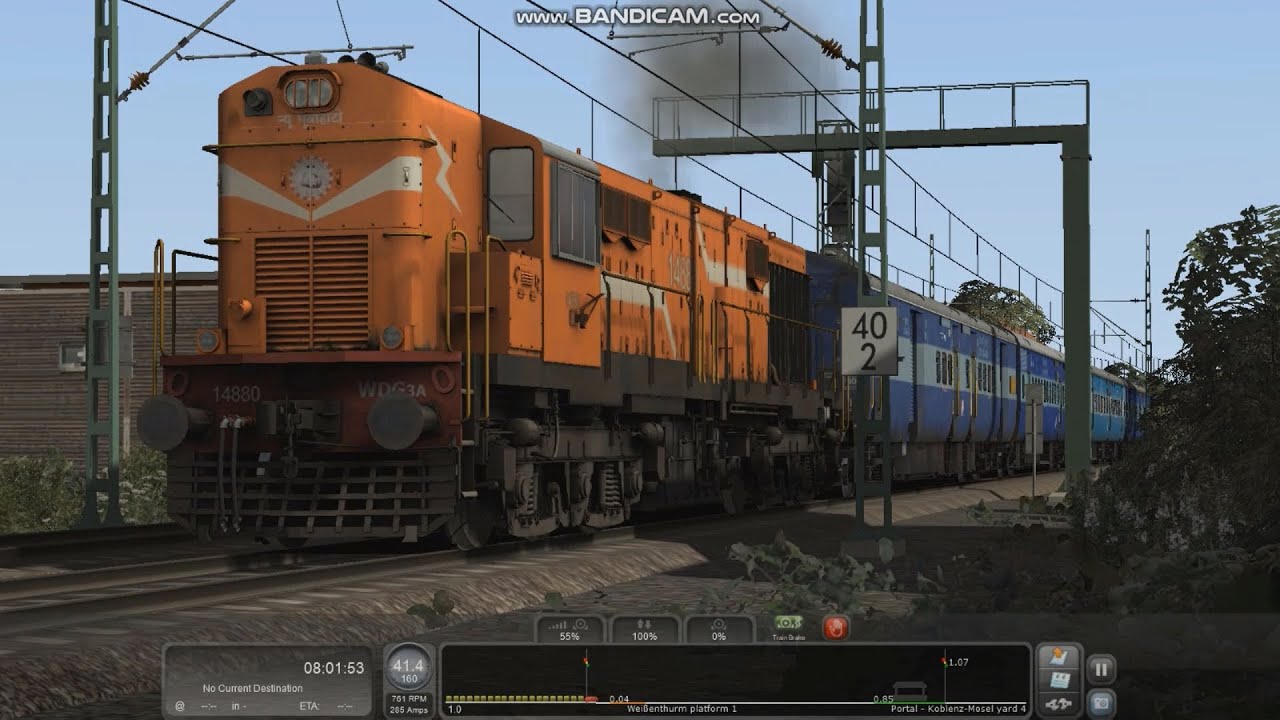 www.BANDICAM.com
न्यू गुवाहाटी
14880
WDG3A
40
2
55%
100%
0%
Train Brake
08:01:53
No Current Destination
@ --:-- in - ETA: --:--
41.4
160
761 RPM
285 Amps
1.07
0.04
0.85
1.0
Weißenthurm platform 1
Portal - Koblenz-Mosel yard 4